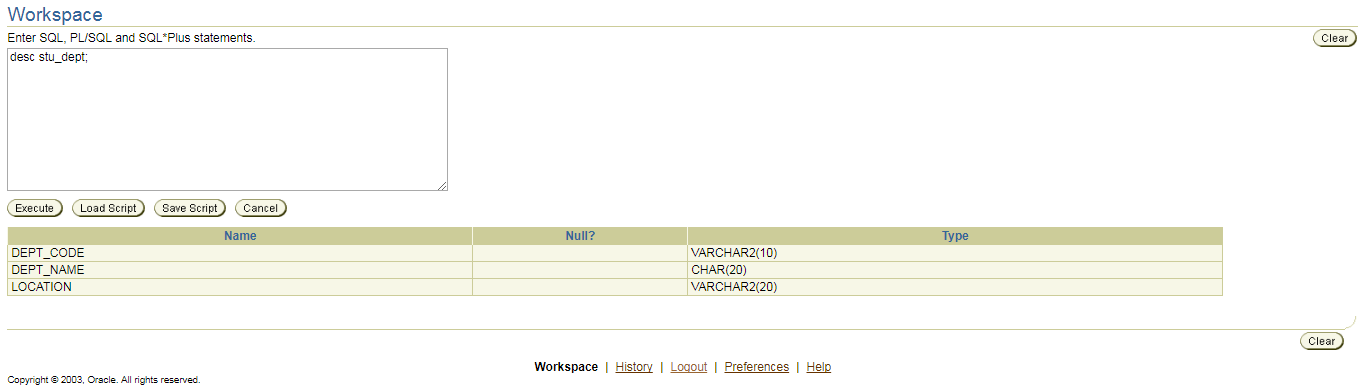 Workspace
Enter SQL, PL/SQL and SQL*Plus statements.
Clear
desc stu_dept;
Execute Load Script Save Script Cancel
Name Null? Type
DEPT_CODE VARCHAR2(10)
DEPT_NAME CHAR(20)
LOCATION VARCHAR2(20)
Clear
Workspace | History | Logout | Preferences | Help
Copyright © 2003, Oracle. All rights reserved.